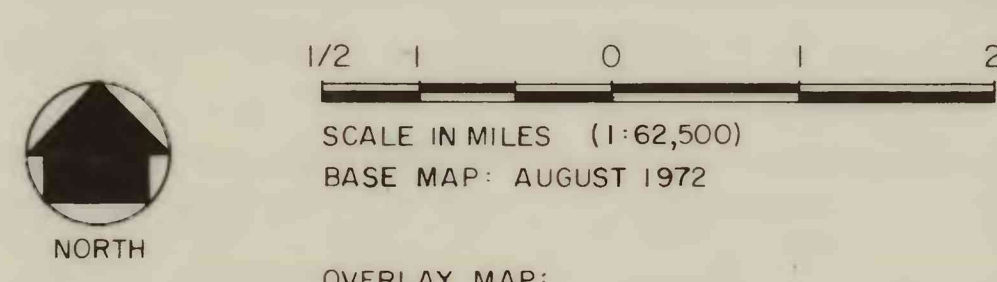 1/2 1 0 1 2
SCALE IN MILES (1:62,500)
BASE MAP: AUGUST 1972
NORTH
OVERLAY MAP: